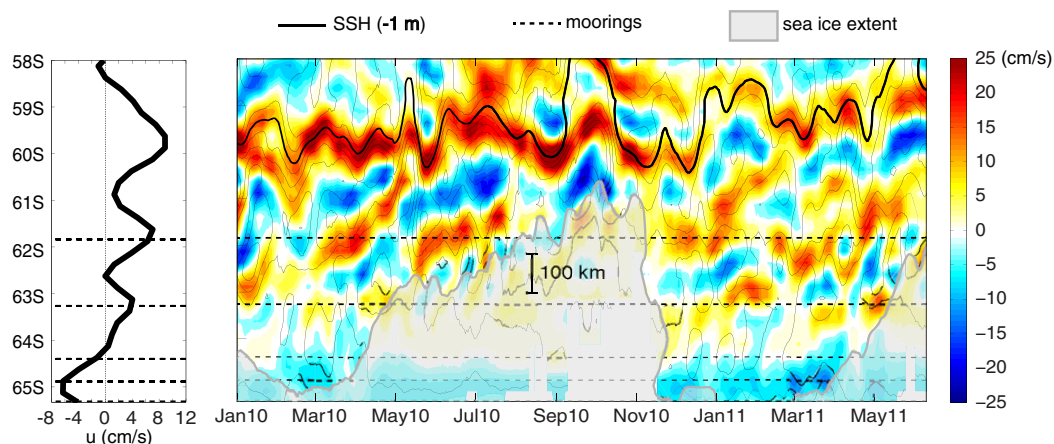 SSH (-1 m) moorings sea ice extent
58S
59S
60S
61S
62S
63S
64S
65S
-8 -4 0 4 8 12
u (cm/s)
100 km
Jan10 Mar10 May10 Jul10 Sep10 Nov10 Jan11 Mar11 May11
25 (cm/s)
20
15
10
5
0
−5
−10
−15
−20
−25